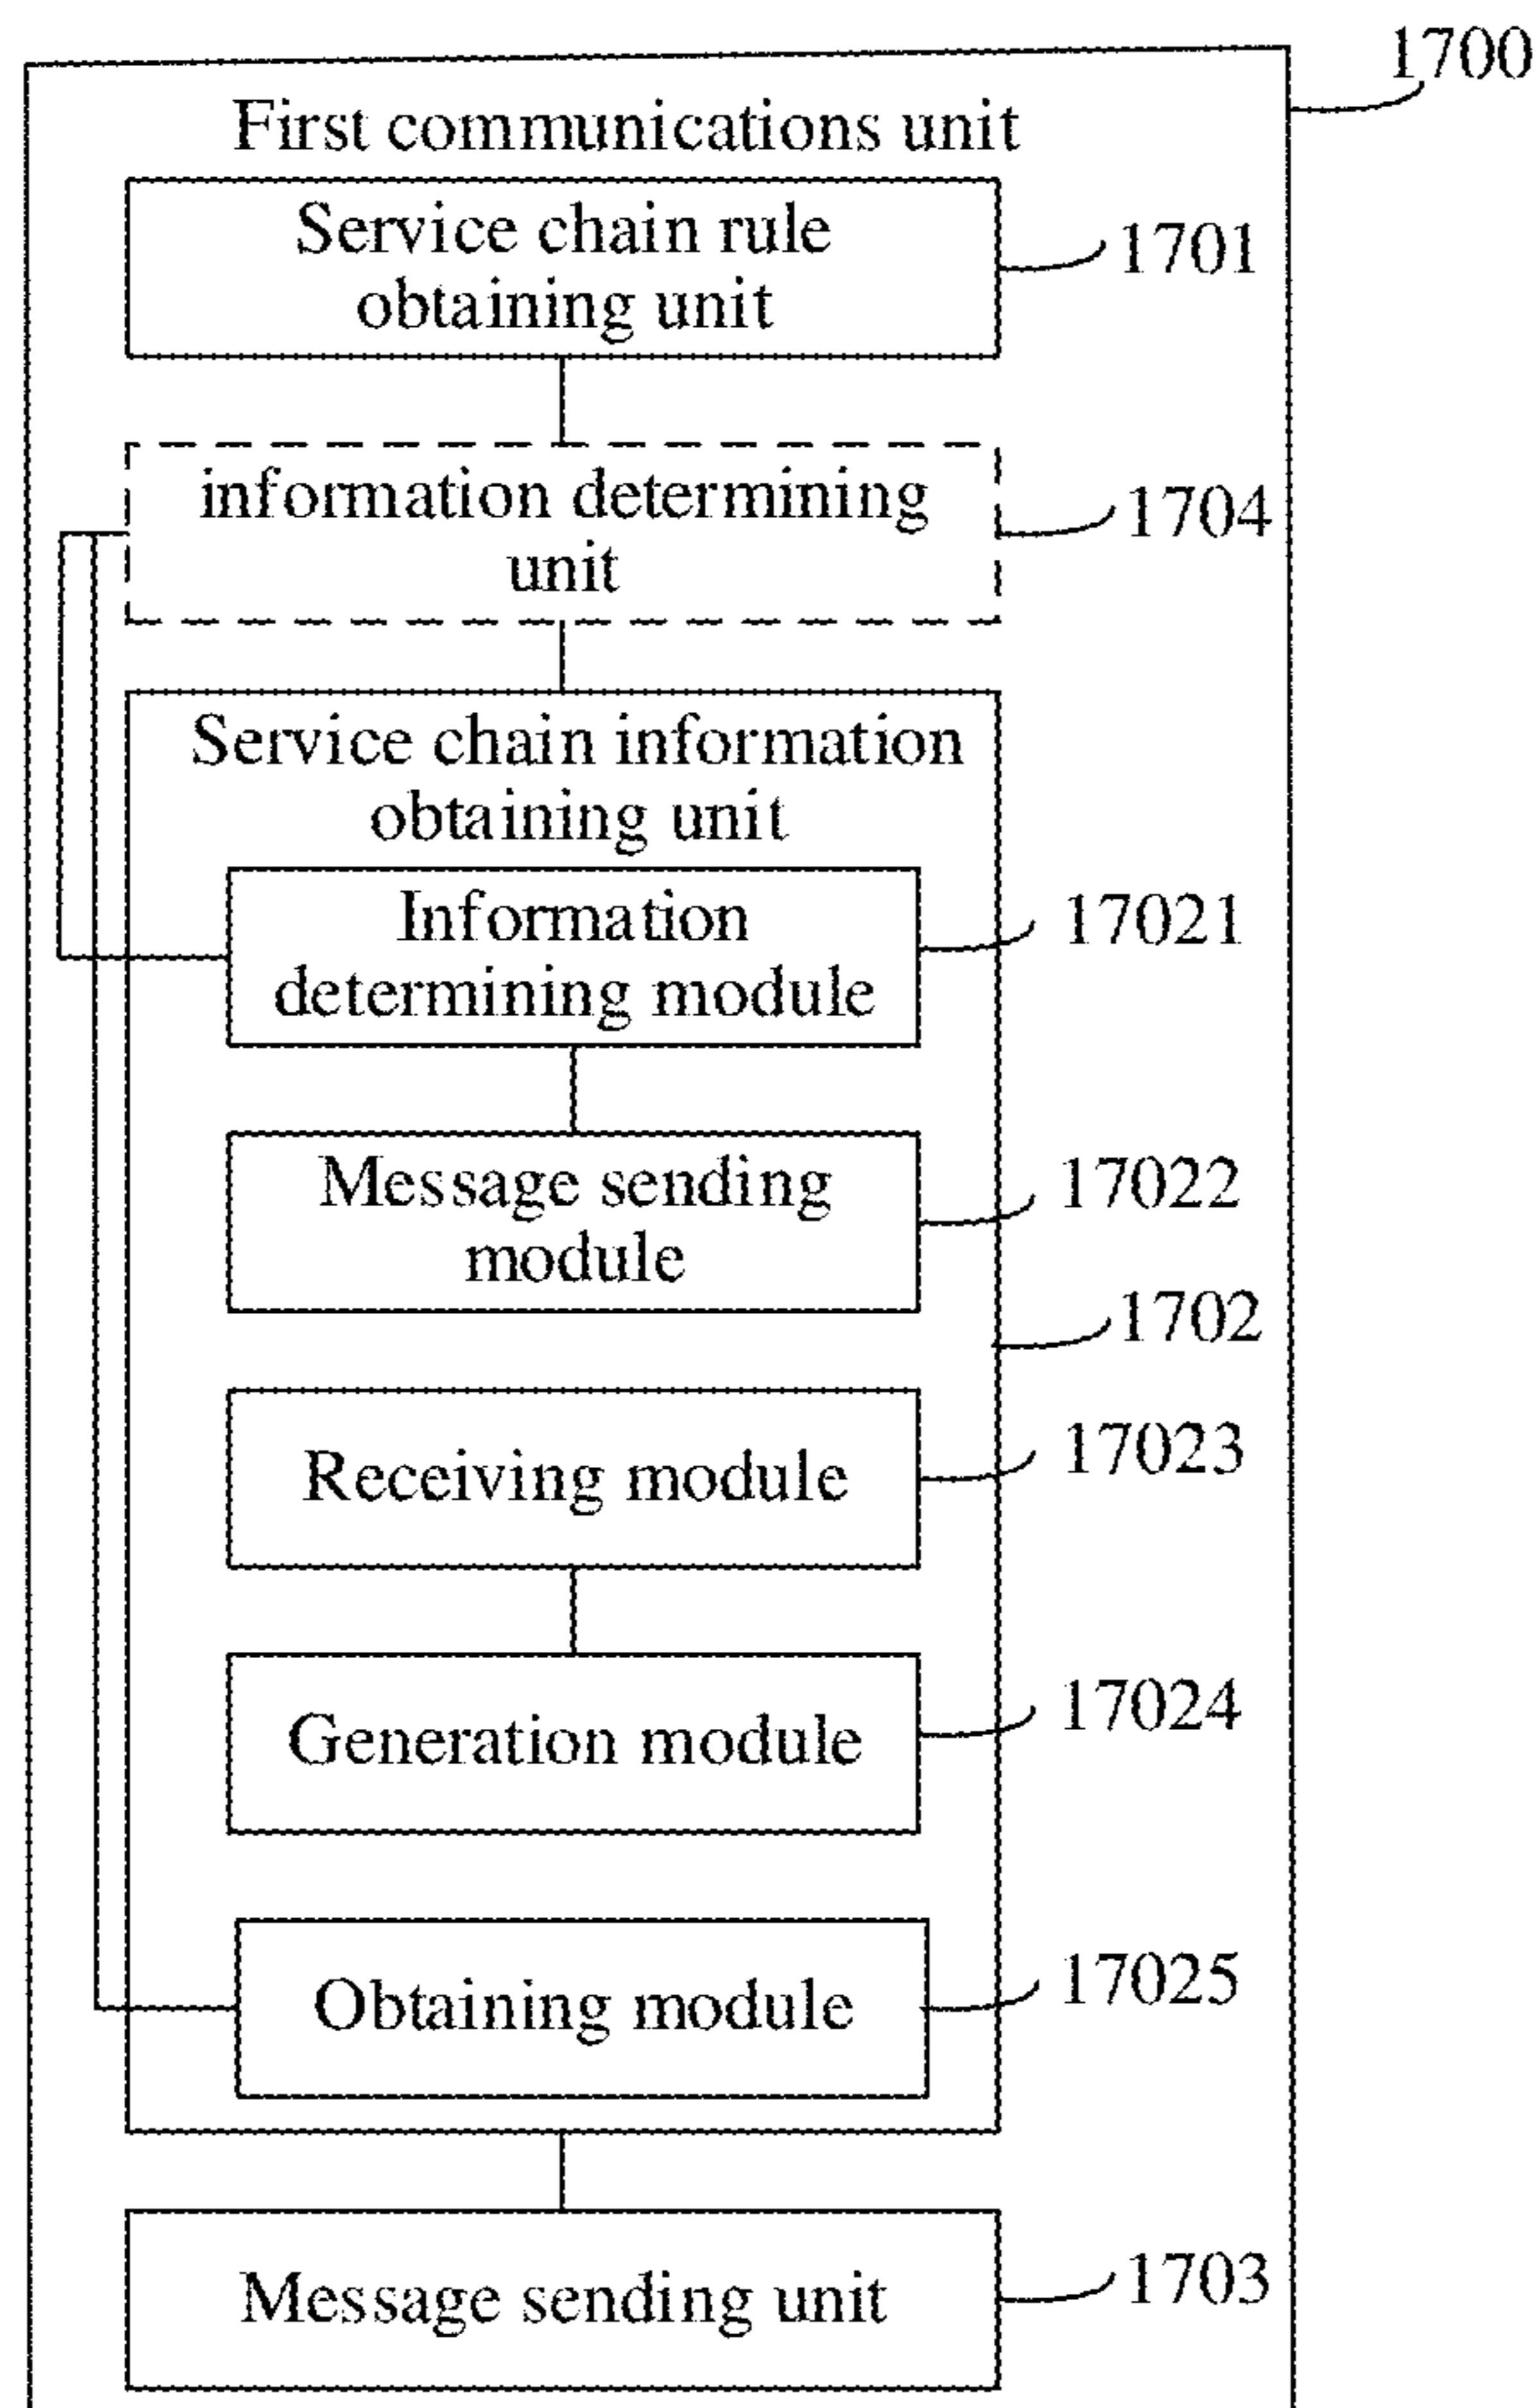 1700
First communications unit
Service chain rule
obtaining unit
1701
information determining
unit
1704
Service chain information
obtaining unit
Information
determining module
17021
Message sending
module
17022
1702
Receiving module
17023
Generation module
17024
Obtaining module
17025
Message sending unit
1703